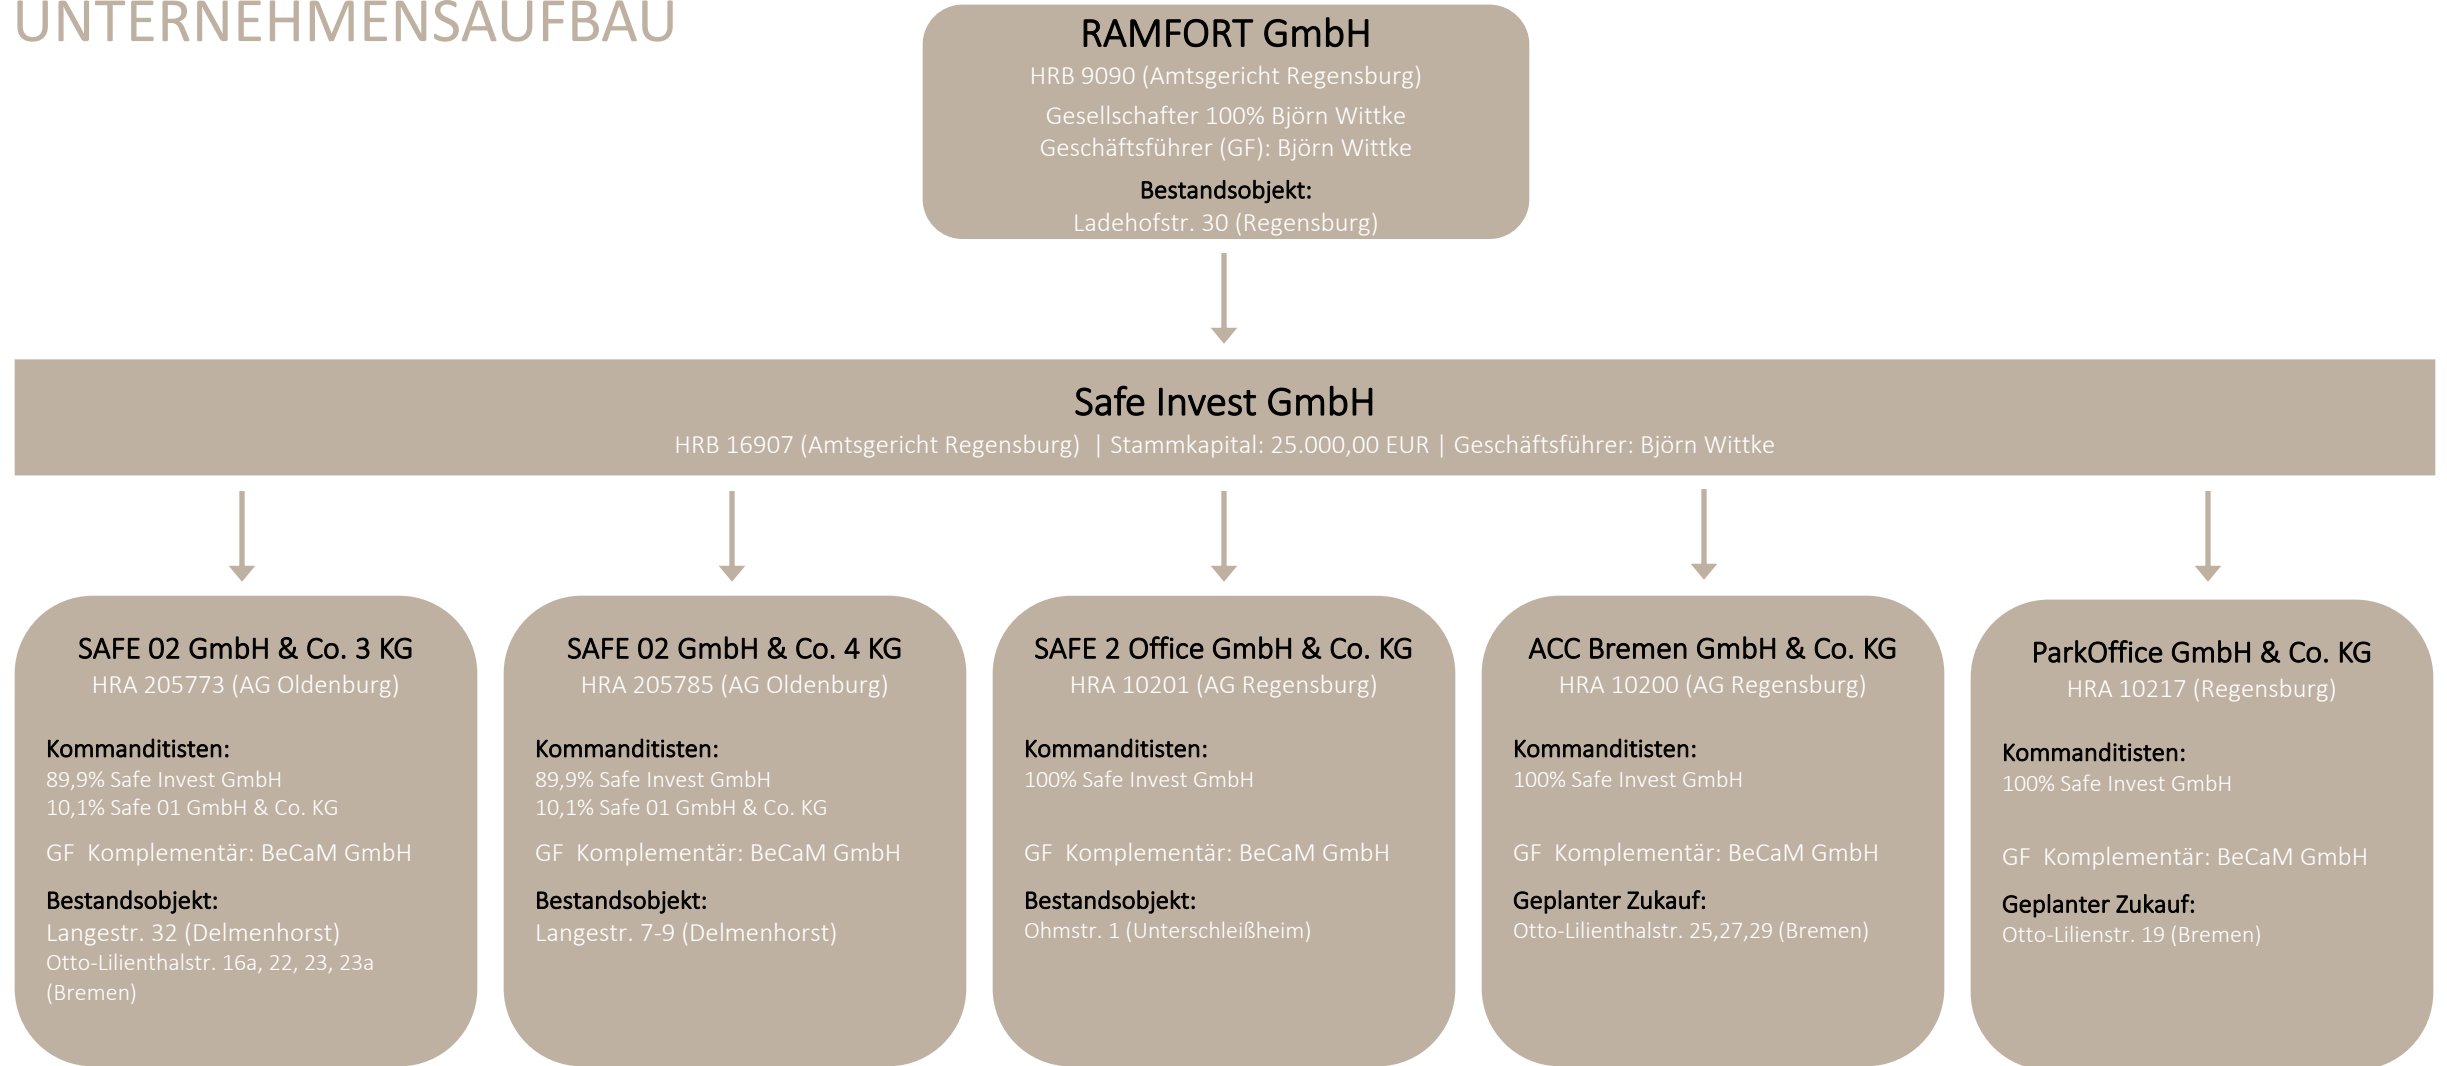 UNTERNEHMENSAUFBAU
RAMFORT GmbH
HRB 9090 (Amtsgericht Regensburg)
Gesellschafter 100% Björn Wittke
Geschäftsführer (GF): Björn Wittke
Bestandsobjekt:
Ladehofstr. 30 (Regensburg)
Safe Invest GmbH
HRB 16907 (Amtsgericht Regensburg) | Stammkapital: 25.000,00 EUR | Geschäftsführer: Björn Wittke
SAFE 02 GmbH & Co. 3 KG
HRA 205773 (AG Oldenburg)
Kommanditisten:
89,9% Safe Invest GmbH
10,1% Safe 01 GmbH & Co. KG
GF Komplementär: BeCaM GmbH
Bestandsobjekt:
Langestr. 32 (Delmenhorst)
Otto-Lilienthalstr. 16a, 22, 23, 23a
(Bremen)
SAFE 02 GmbH & Co. 4 KG
HRA 205785 (AG Oldenburg)
Kommanditisten:
89,9% Safe Invest GmbH
10,1% Safe 01 GmbH & Co. KG
GF Komplementär: BeCaM GmbH
Bestandsobjekt:
Langestr. 7-9 (Delmenhorst)
SAFE 2 Office GmbH & Co. KG
HRA 10201 (AG Regensburg)
Kommanditisten:
100% Safe Invest GmbH
GF Komplementär: BeCaM GmbH
Bestandsobjekt:
Ohmstr. 1 (Unterschleißheim)
ACC Bremen GmbH & Co. KG
HRA 10200 (AG Regensburg)
Kommanditisten:
100% Safe Invest GmbH
GF Komplementär: BeCaM GmbH
Geplanter Zukauf:
Otto-Lilienthalstr. 25,27,29 (Bremen)
ParkOffice GmbH & Co. KG
HRA 10217 (Regensburg)
Kommanditisten:
100% Safe Invest GmbH
GF Komplementär: BeCaM GmbH
Geplanter Zukauf:
Otto-Lilienstr. 19 (Bremen)